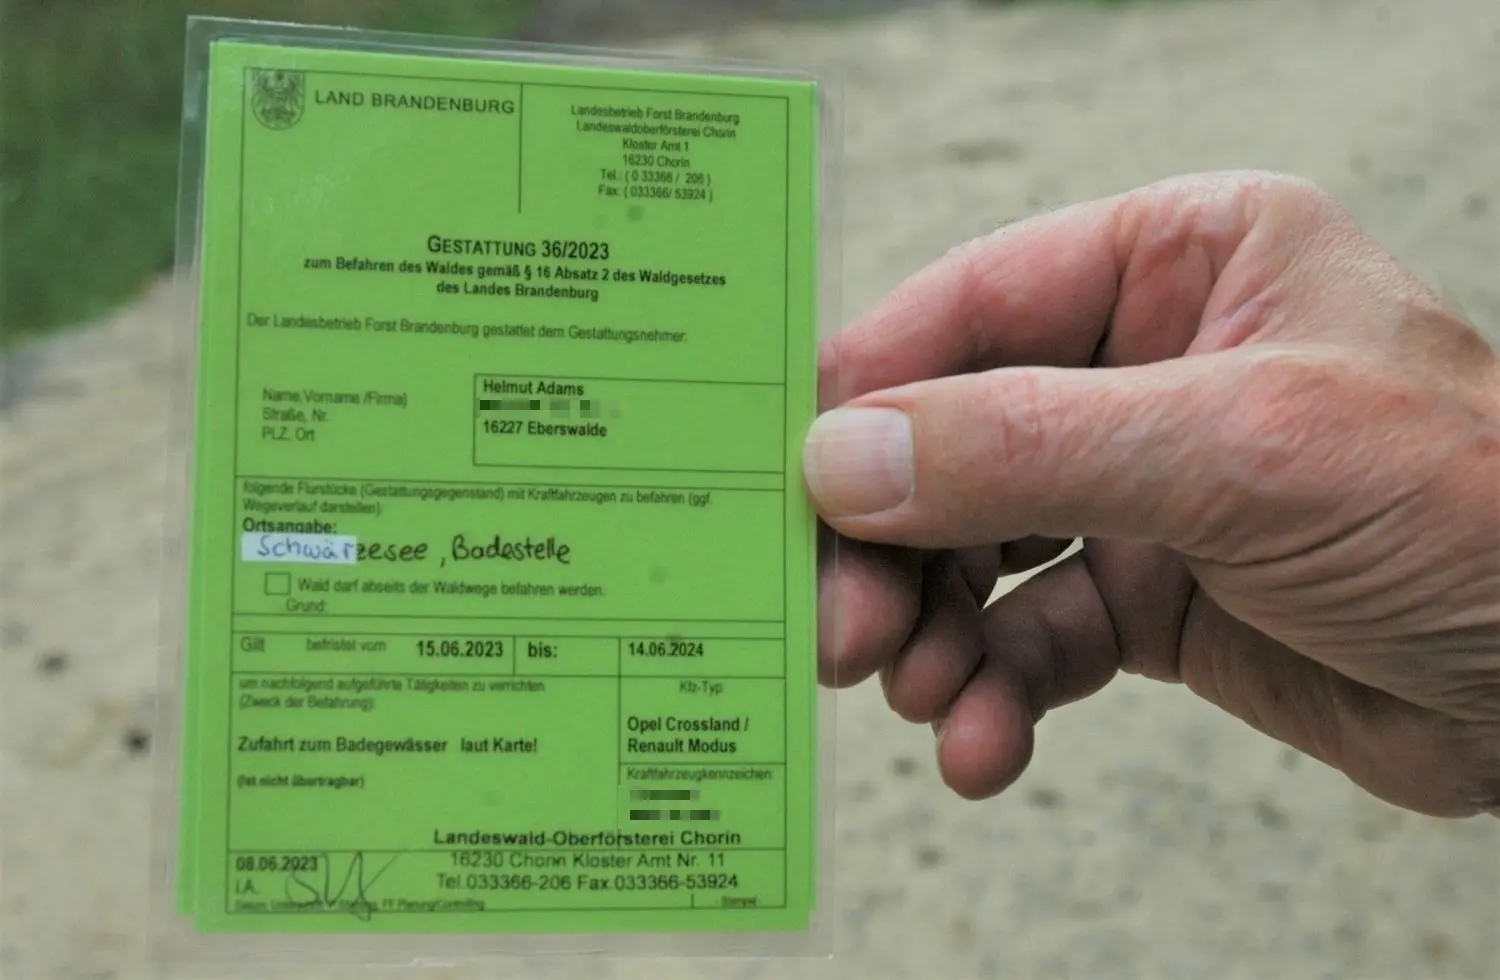 LAND BRANDENBURG
Landesbetrieb Forst Brandenburg
Landeswaldoberförsterei Chorin
Kloster Amt 1
16230 Chorin
Tel.: ( 0 33366 / 206 )
Fax: ( 033366/ 53924 )
GESTATTUNG 36/2023
zum Befahren des Waldes gemäß § 16 Absatz 2 des Waldgesetzes
des Landes Brandenburg
Der Landesbetrieb Forst Brandenburg gestattet dem Gestattungsnehmer:
Name,Vorname /Firma)
Straße, Nr.
PLZ, Ort
Helmut Adams
16227 Eberswalde
folgende Flurstücke (Gestattungsgegenstand) mit Kraftfahrzeugen zu befahren (ggf.
Wegeverlauf darstellen):
Ortsangabe:
Schwärzesee, Badestelle
Wald darf abseits der Waldwege befahren werden.
Grund:
Gilt befristet vom 15.06.2023 bis: 14.06.2024
um nachfolgend aufgeführte Tätigkeiten zu verrichten
(Zweck der Befahrung):
Zufahrt zum Badegewässer laut Karte!
(ist nicht übertragbar)
Kfz-Typ:
Opel Crossland /
Renault Modus
Kraftfahrzeugkennzeichen:
Landeswald-Oberförsterei Chorin
16230 Chorin Kloster Amt Nr. 11
Tel.033366-206 Fax.033366-53924
08.06.2023
i.A.
Datum, FF Planung/Controlling
- Stempel -